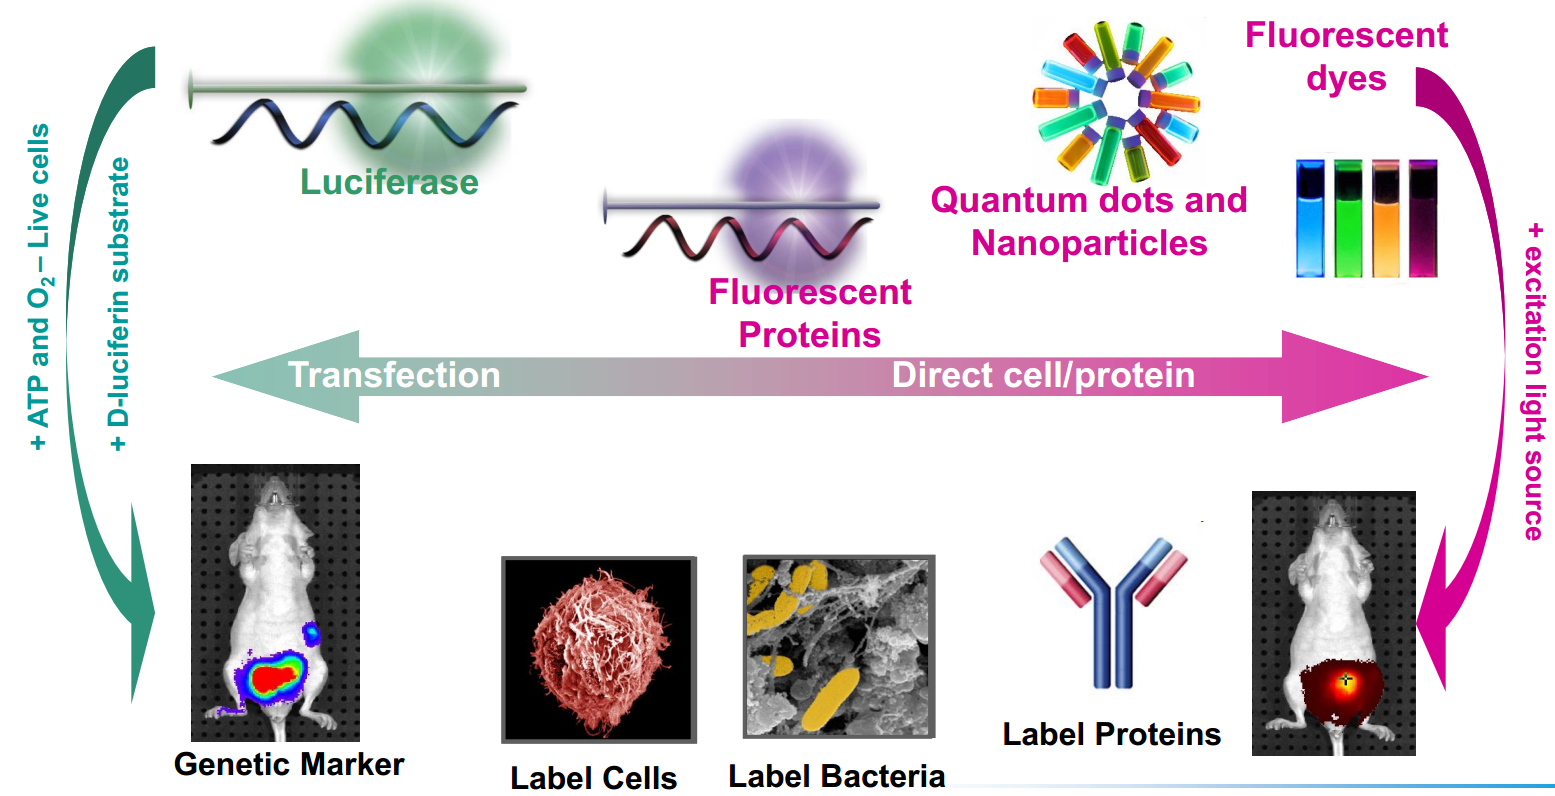 Fluorescent
dyes
Luciferase
Quantum dots and
Nanoparticles
Fluorescent
Proteins
+ ATP and O₂ – Live cells
+ D-luciferin substrate
+ excitation light source
Transfection
Direct cell/protein
Genetic Marker
Label Cells
Label Bacteria
Label Proteins